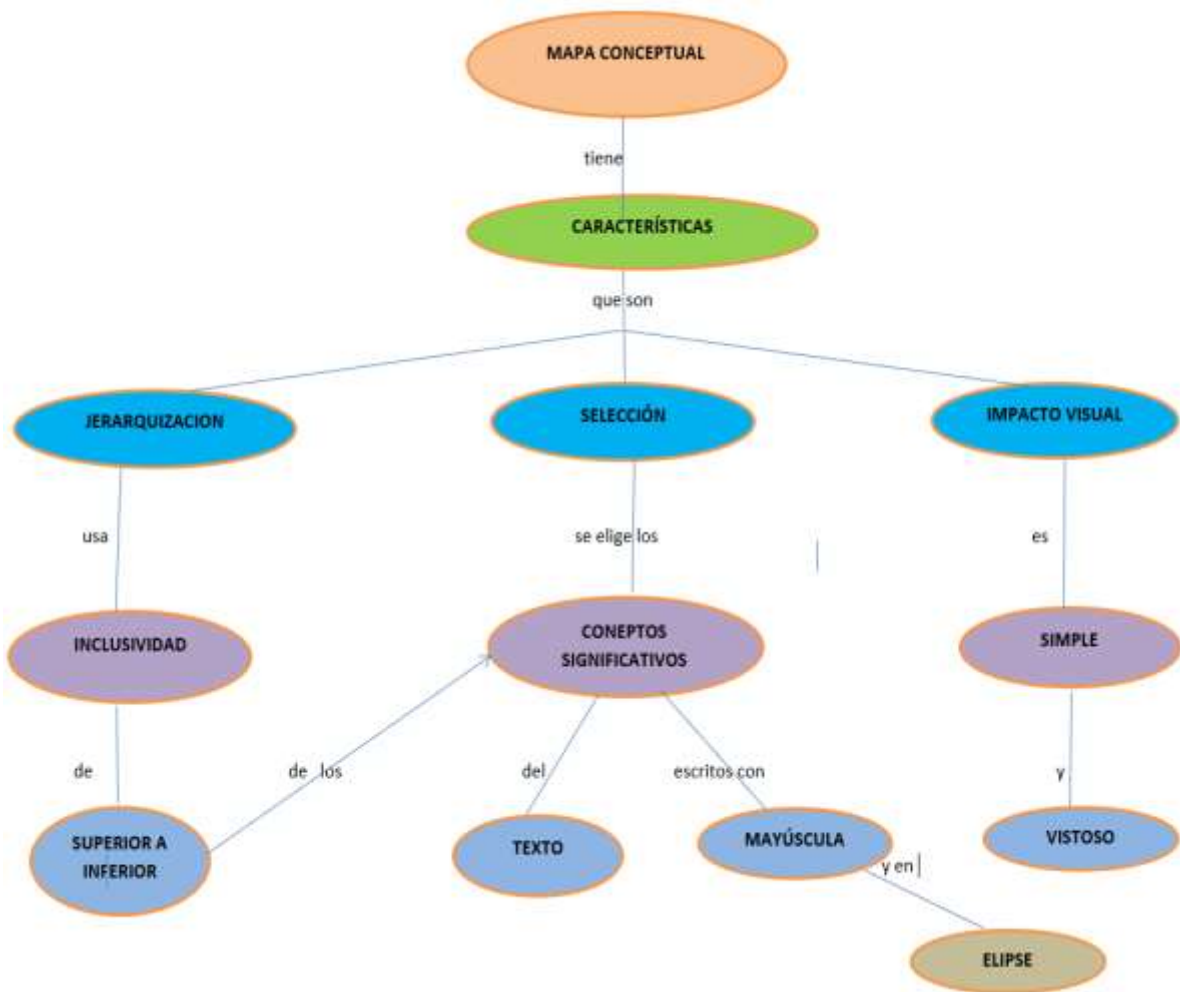 MAPA CONCEPTUAL
tiene
CARACTERÍSTICAS
que son
JERARQUIZACION
SELECCIÓN
IMPACTO VISUAL
usa
se elige los
es
INCLUSIVIDAD
CONEPTOS
SIGNIFICATIVOS
SIMPLE
de
de los
del
escritos con
y
SUPERIOR A
INFERIOR
TEXTO
MAYÚSCULA
VISTOSO
y en
ELIPSE